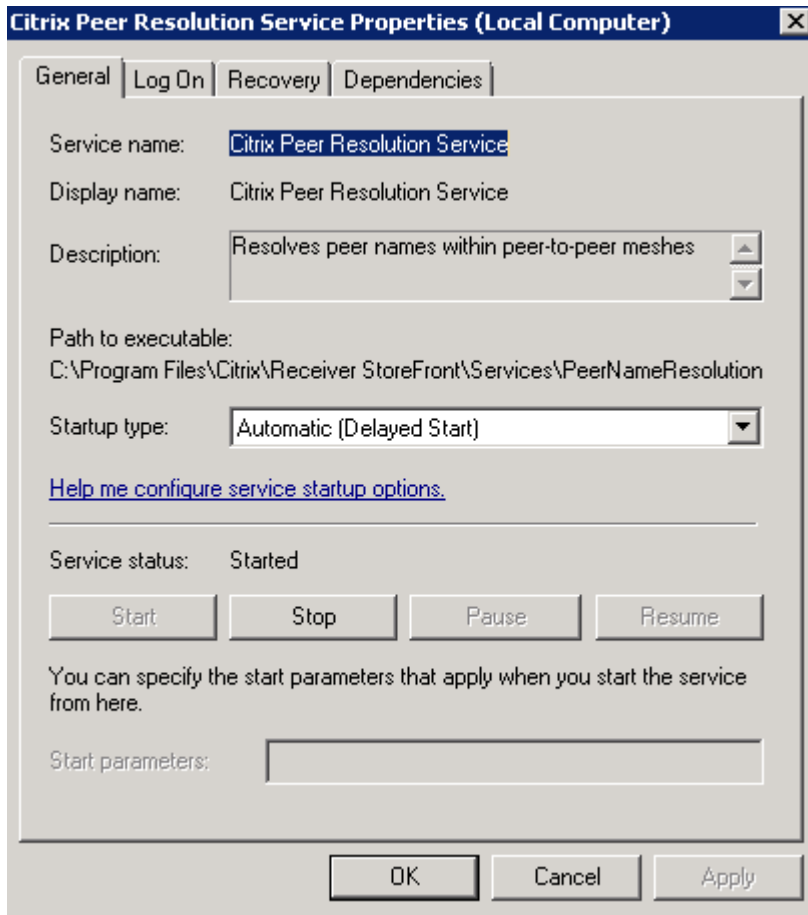 Citrix Peer Resolution Service Properties (Local Computer)
General Log On Recovery Dependencies
Service name: Citrix Peer Resolution Service
Display name: Citrix Peer Resolution Service
Description: Resolves peer names within peer-to-peer meshes
Path to executable:
C:\Program Files\Citrix\Receiver StoreFront\Services\PeerNameResolution
Startup type: Automatic (Delayed Start)
Help me configure service startup options.
Service status: Started
Start Stop Pause Resume
You can specify the start parameters that apply when you start the service
from here.
Start parameters:
OK Cancel Apply